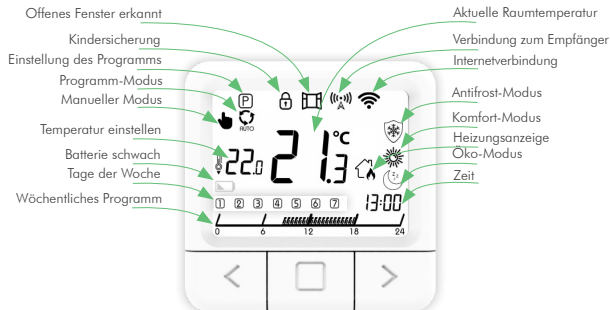 Offenes Fenster erkannt
Kindersicherung
Einstellung des Programms
Programm-Modus
Manueller Modus
Temperatur einstellen
Batterie schwach
Tage der Woche
Wöchentliches Programm
Aktuelle Raumtemperatur
Verbindung zum Empfänger
Internetverbindung
Antifrost-Modus
Komfort-Modus
Heizungsanzeige
Öko-Modus
Zeit
P
A
AUTO
22.0
21.3 °C
zz
1 2 3 4 5 6 7
13:00
0 6 12 18 24